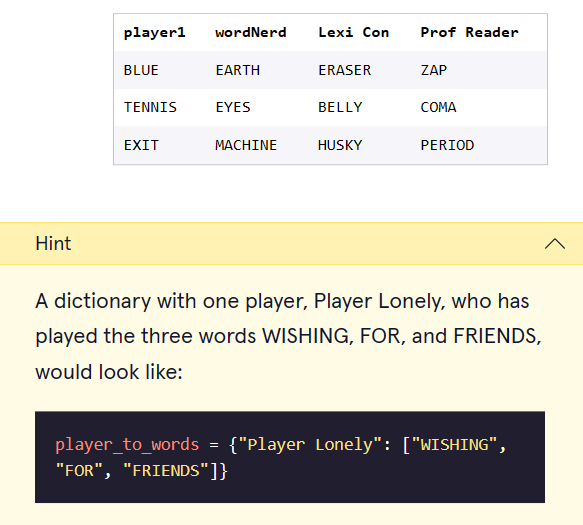 player1 wordNerd Lexi Con Prof Reader
BLUE EARTH ERASER ZAP
TENNIS EYES BELLY COMA
EXIT MACHINE HUSKY PERIOD
Hint
A dictionary with one player, Player Lonely, who has
played the three words WISHING, FOR, and FRIENDS,
would look like:
player_to_words = {"Player Lonely": ["WISHING",
"FOR", "FRIENDS"]}